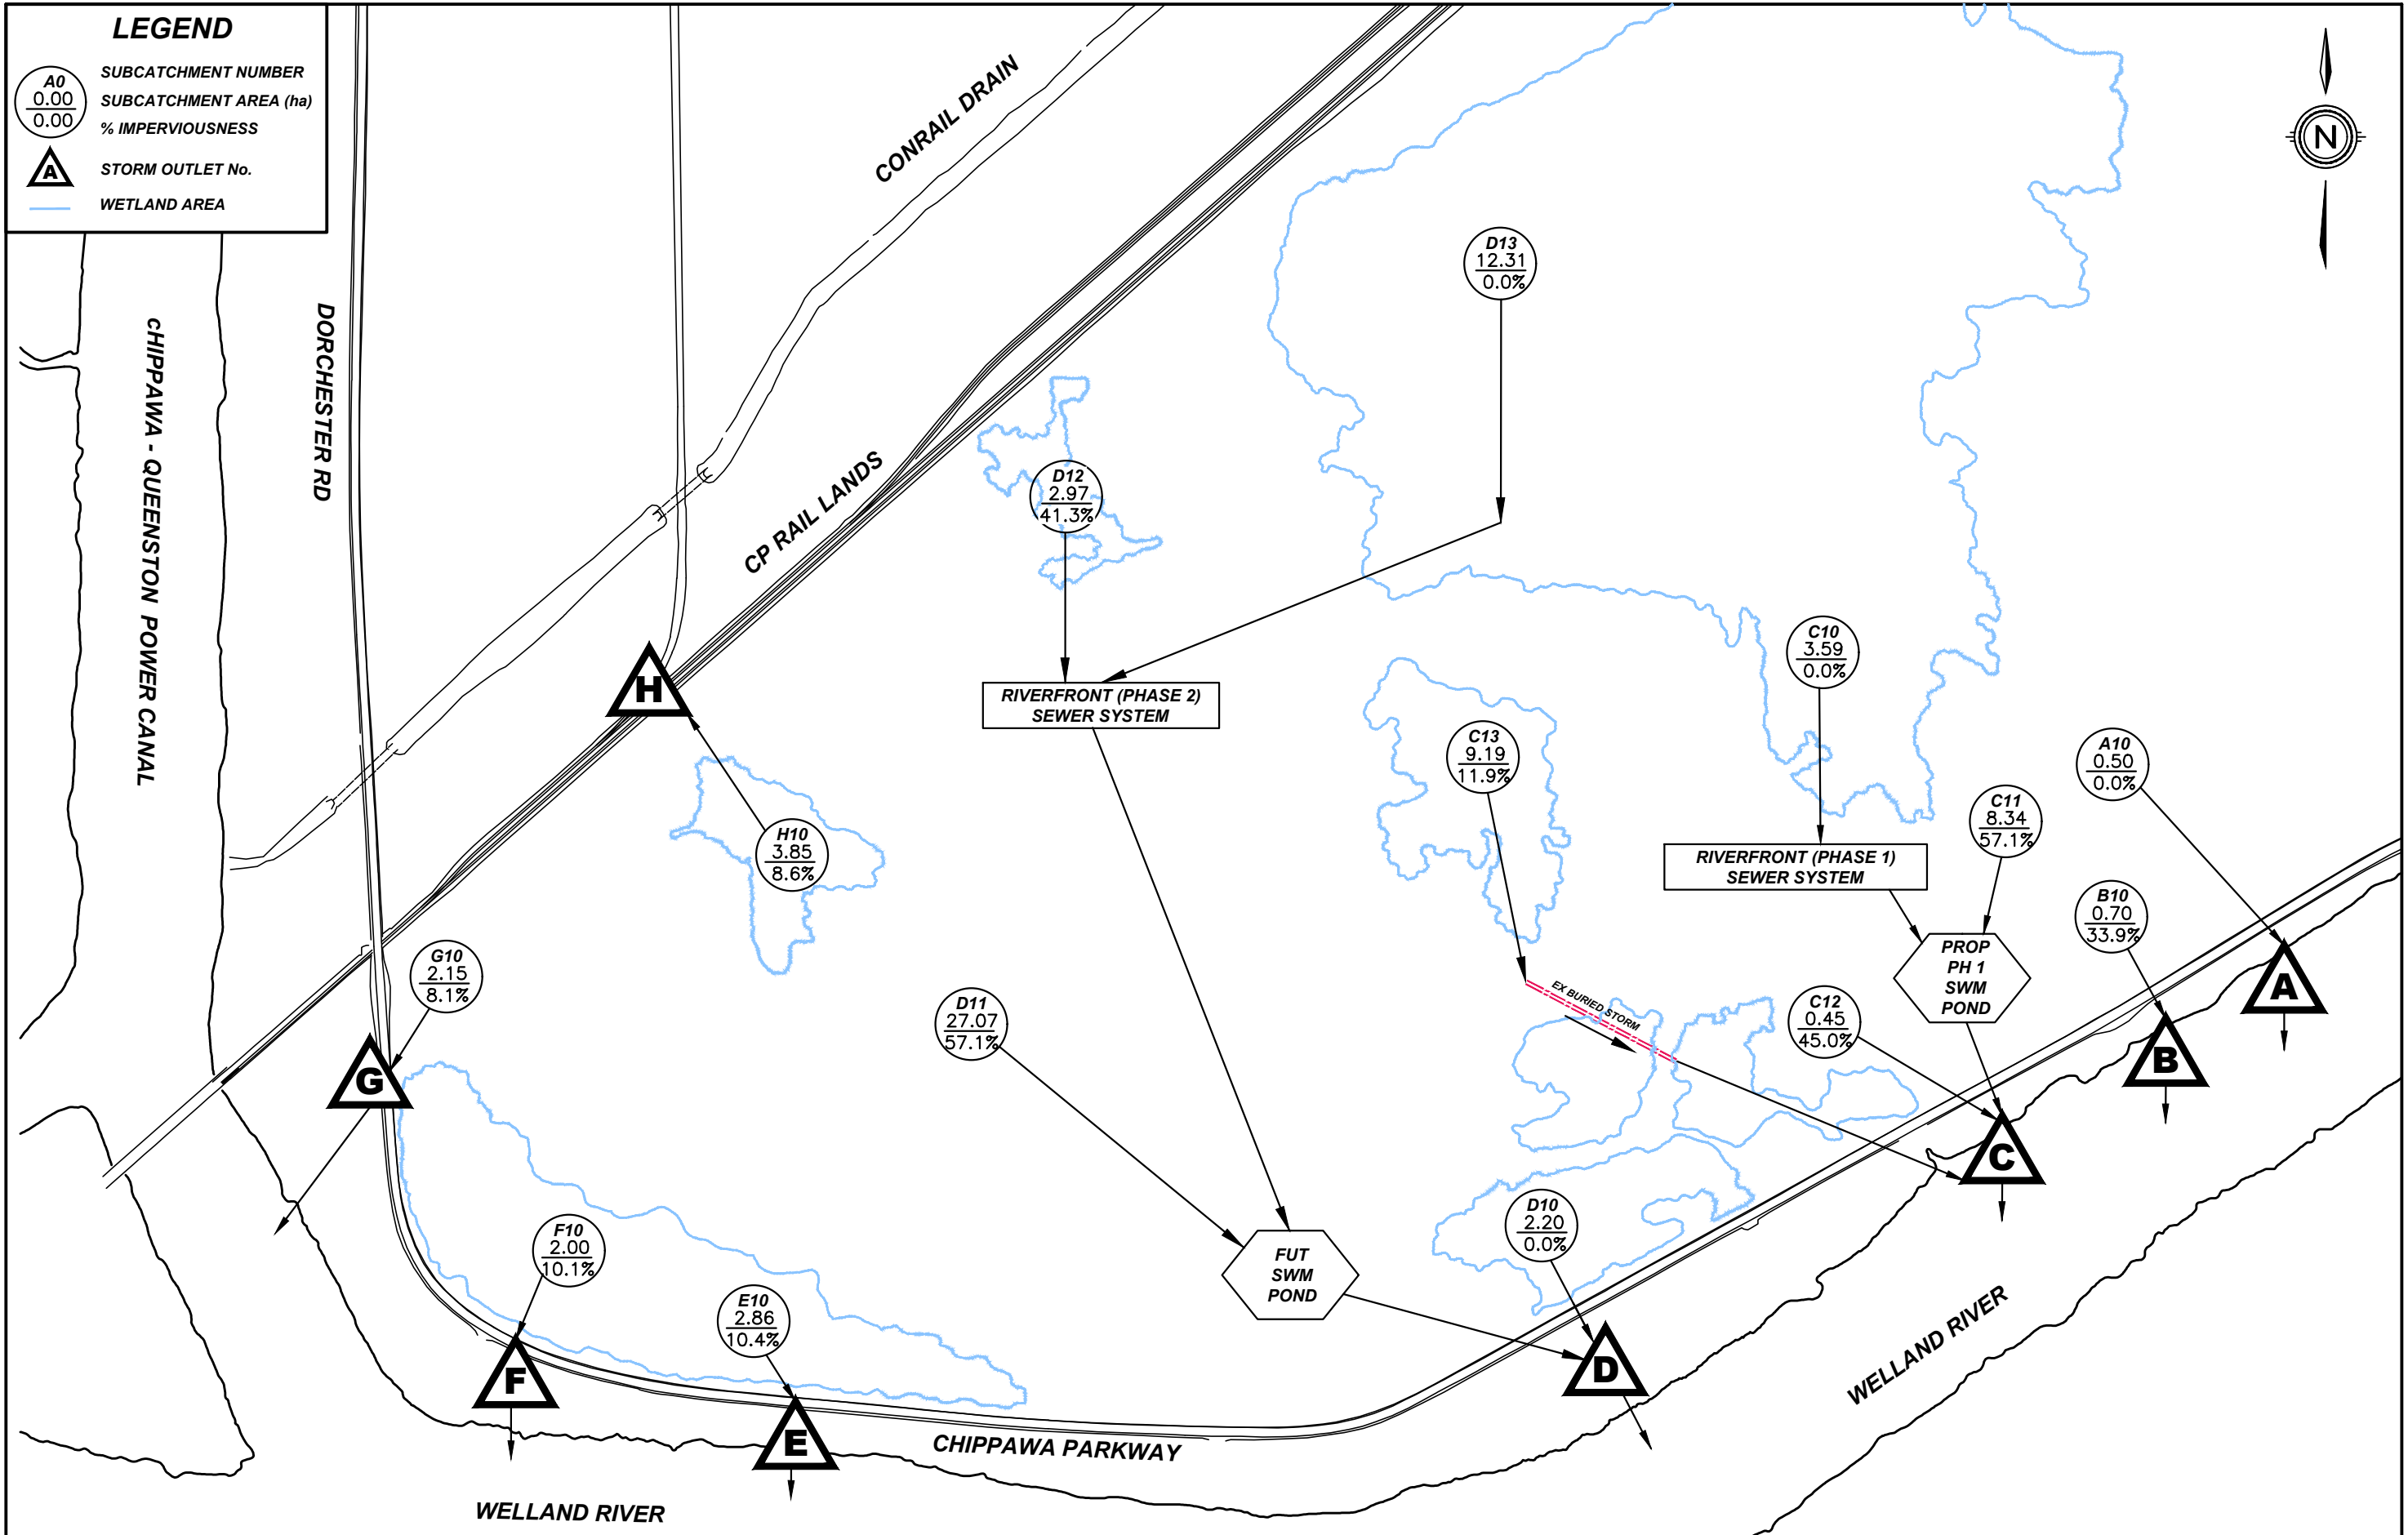 LEGEND
A0
0.00
0.00
SUBCATCHMENT NUMBER
SUBCATCHMENT AREA (ha)
% IMPERVIOUSNESS
A
STORM OUTLET No.
WETLAND AREA
CONRAIL DRAIN
N
DORCHESTER RD
cHIPPAWA - QUEENSTON POWER CANAL
CP RAIL LANDS
D13
12.31
0.0%
D12
2.97
41.3%
C10
3.59
0.0%
H
RIVERFRONT (PHASE 2)
SEWER SYSTEM
C13
9.19
11.9%
A10
0.50
0.0%
C11
8.34
57.1%
H10
3.85
8.6%
RIVERFRONT (PHASE 1)
SEWER SYSTEM
B10
0.70
33.9%
G10
2.15
8.1%
PROP
PH 1
SWM
POND
A
D11
27.07
57.1%
EX BURIED STORM
C12
0.45
45.0%
B
G
C
F10
2.00
10.1%
D10
2.20
0.0%
FUT
SWM
POND
E10
2.86
10.4%
F
D
E
WELLAND RIVER
CHIPPAWA PARKWAY
WELLAND RIVER